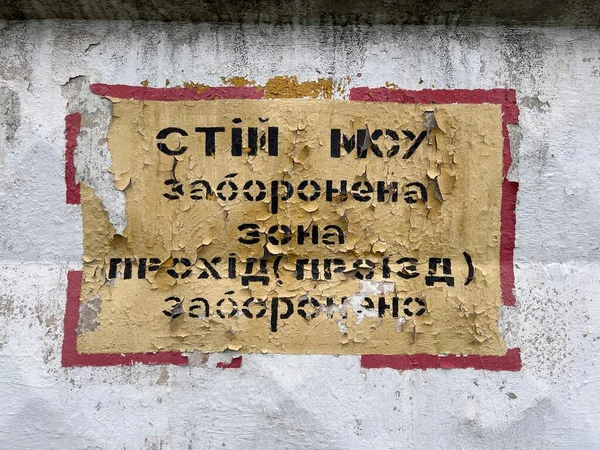 СТІЙ МОУ
заборонена
зона
прохід (проїзд)
заборонено